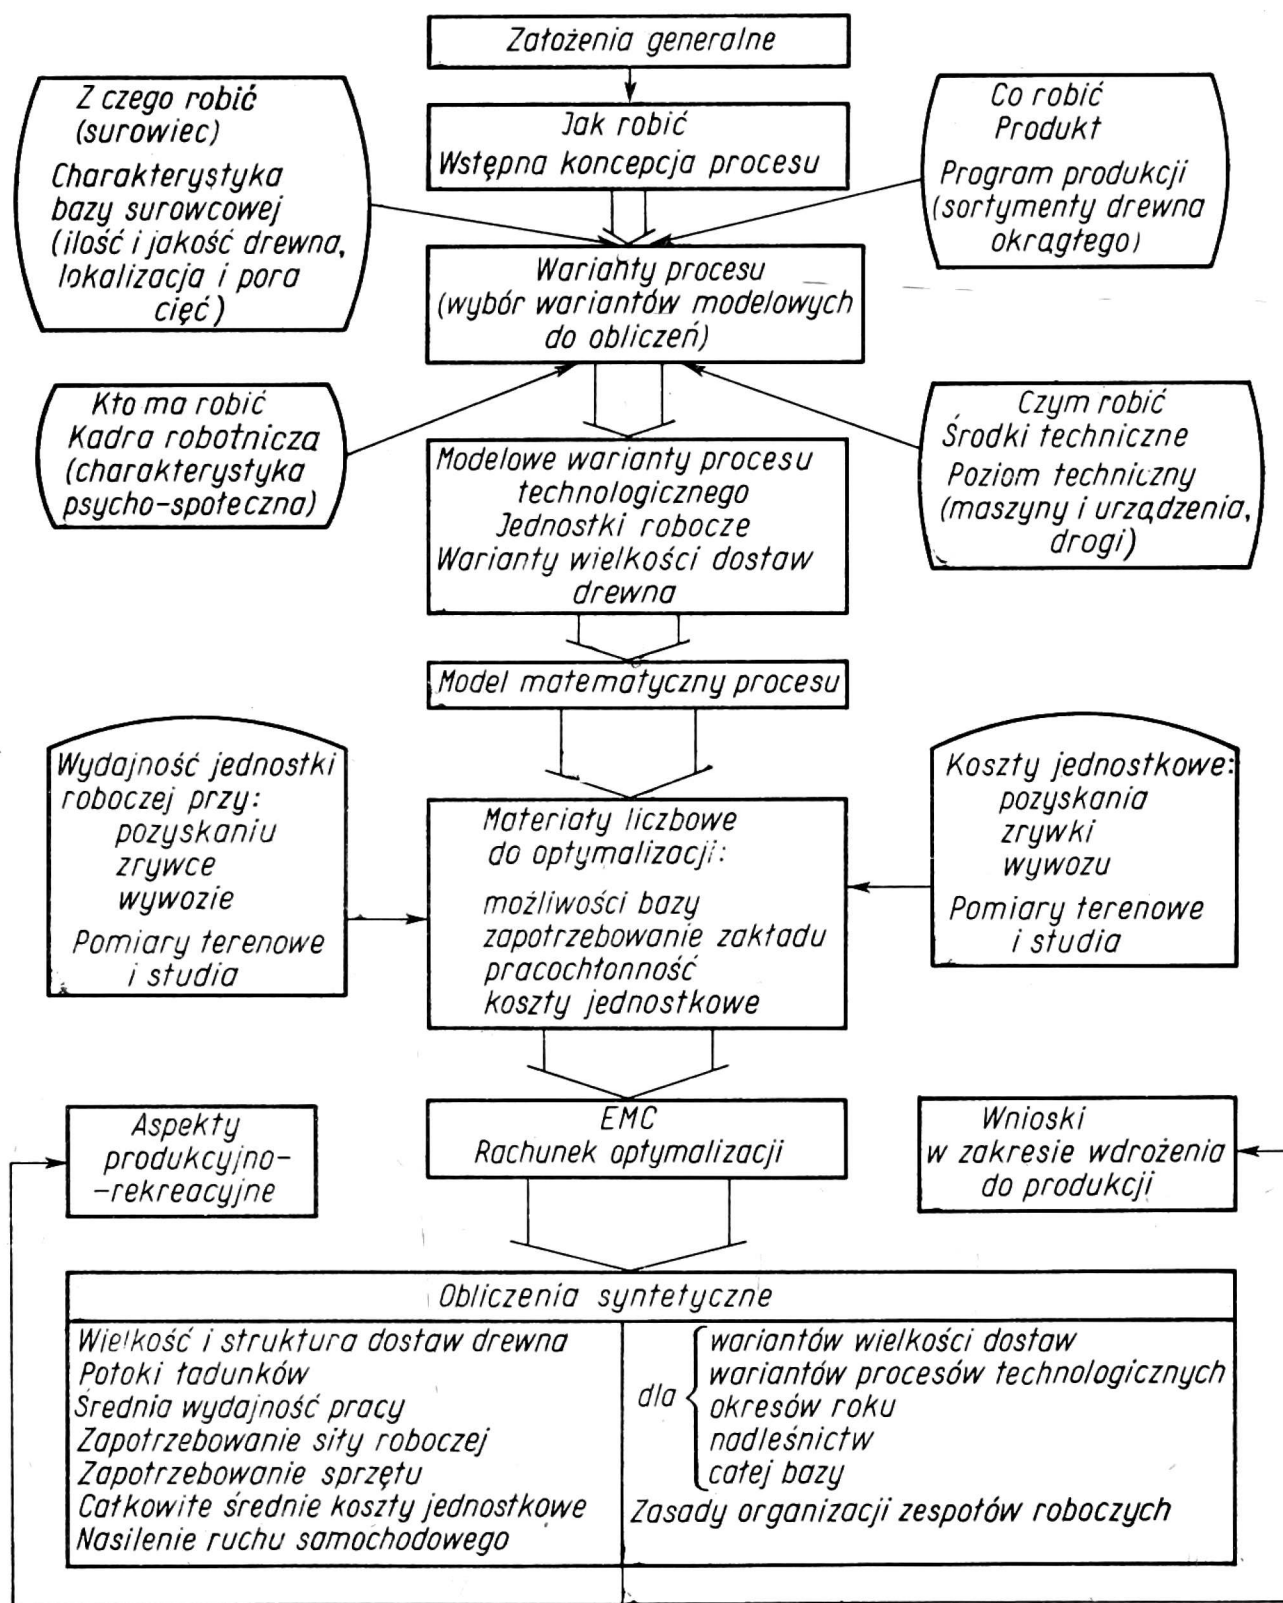 Założenia generalne
Z czego robić
(surowiec)
Charakterystyka
bazy surowcowej
(ilość i jakość drewna,
lokalizacja i pora
cięć)
Jak robić
Wstępna koncepcja procesu
Co robić
Produkt
Program produkcji
(sortymenty drewna
okrągłego)
Warianty procesu
(wybór wariantów modelowych
do obliczeń)
Kto ma robić
Kadra robotnicza
(charakterystyka
psycho-społeczna)
Czym robić
Środki techniczne
Poziom techniczny
(maszyny i urządzenia,
drogi)
Modelowe warianty procesu
technologicznego
Jednostki robocze
Warianty wielkości dostaw
drewna
Model matematyczny procesu
Wydajność jednostki
roboczej przy:
pozyskaniu
zrywce
wywozie
Pomiary terenowe
i studia
Materiały liczbowe
do optymalizacji:
możliwości bazy
zapotrzebowanie zakładu
pracochłonność
koszty jednostkowe
Koszty jednostkowe:
pozyskania
zrywki
wywozu
Pomiary terenowe
i studia
Aspekty
produkcyjno-
-rekreacyjne
EMC
Rachunek optymalizacji
Wnioski
w zakresie wdrożenia
do produkcji
Obliczenia syntetyczne
Wielkość i struktura dostaw drewna
Potoki ładunków
Średnia wydajność pracy
Zapotrzebowanie siły roboczej
Zapotrzebowanie sprzętu
Całkowite średnie koszty jednostkowe
Nasilenie ruchu samochodowego
dla
wariantów wielkości dostaw
wariantów procesów technologicznych
okresów roku
nadleśnictw
całej bazy
Zasady organizacji zespołów roboczych